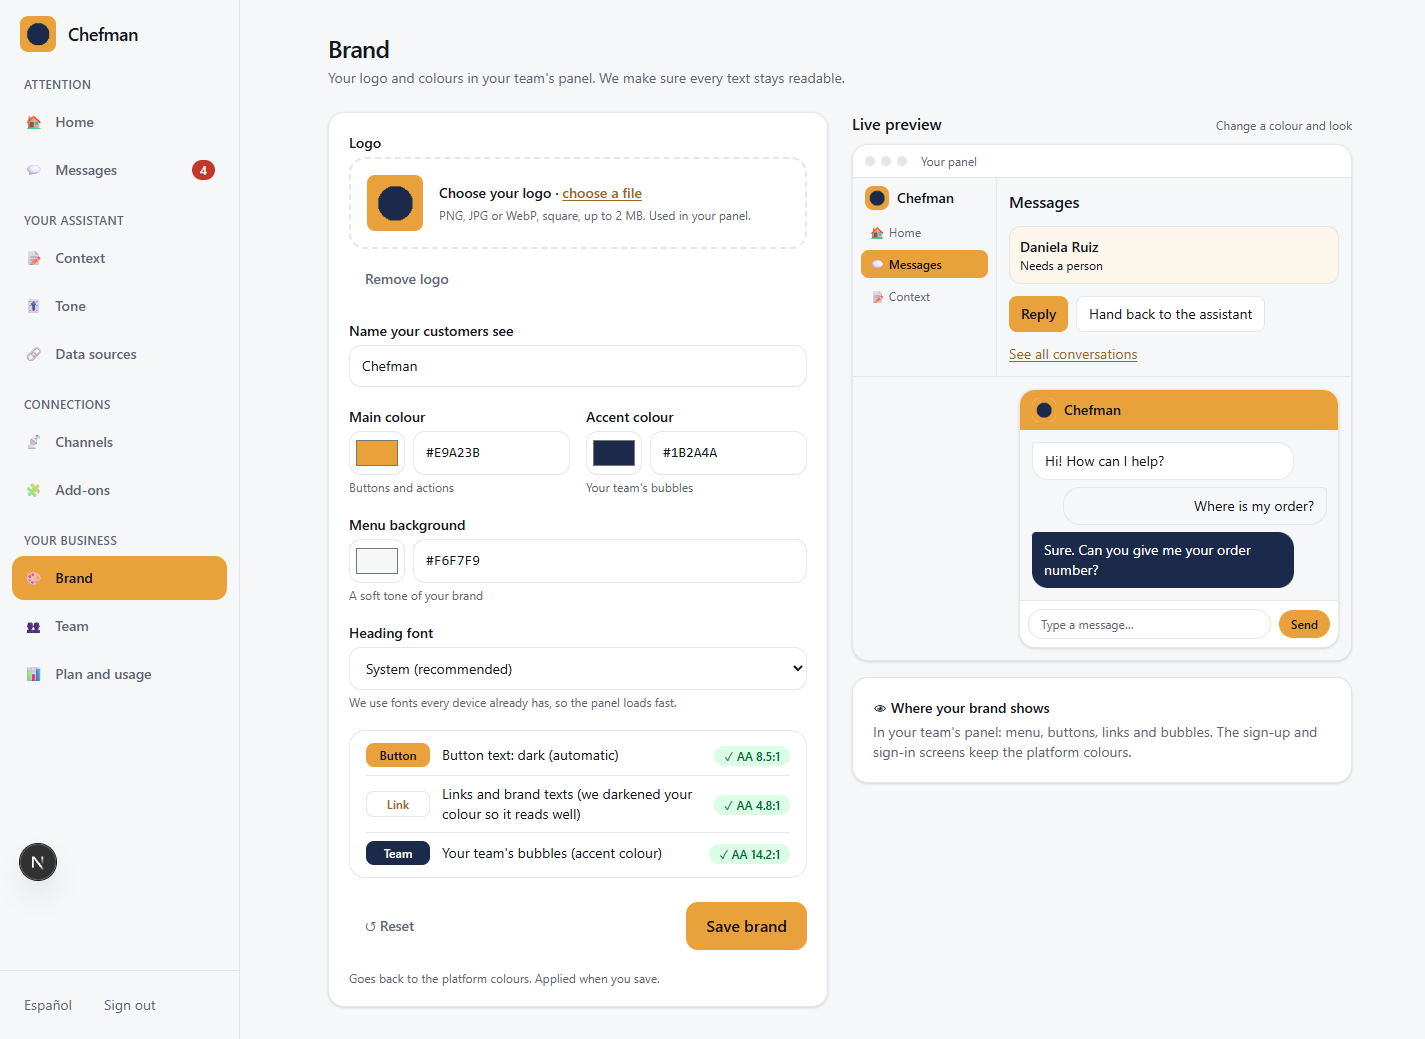 Chefman
ATTENTION
Home
Messages
4
YOUR ASSISTANT
Context
Tone
Data sources
CONNECTIONS
Channels
Add-ons
YOUR BUSINESS
Brand
Team
Plan and usage
N
Español
Sign out
Brand
Your logo and colours in your team's panel. We make sure every text stays readable.
Logo
Choose your logo · choose a file
PNG, JPG or WebP, square, up to 2 MB. Used in your panel.
Remove logo
Name your customers see
Chefman
Main colour
#E9A23B
Buttons and actions
Accent colour
#1B2A4A
Your team's bubbles
Menu background
#F6F7F9
A soft tone of your brand
Heading font
System (recommended)
We use fonts every device already has, so the panel loads fast.
Button
Button text: dark (automatic)
✓ AA 8.5:1
Link
Links and brand texts (we darkened your
colour so it reads well)
✓ AA 4.8:1
Team
Your team's bubbles (accent colour)
✓ AA 14.2:1
↺ Reset
Save brand
Goes back to the platform colours. Applied when you save.
Live preview
Change a colour and look
Your panel
Chefman
Home
Messages
Context
Messages
Daniela Ruiz
Needs a person
Reply
Hand back to the assistant
See all conversations
Chefman
Hi! How can I help?
Where is my order?
Sure. Can you give me your order
number?
Type a message...
Send
Where your brand shows
In your team's panel: menu, buttons, links and bubbles. The sign-up and
sign-in screens keep the platform colours.